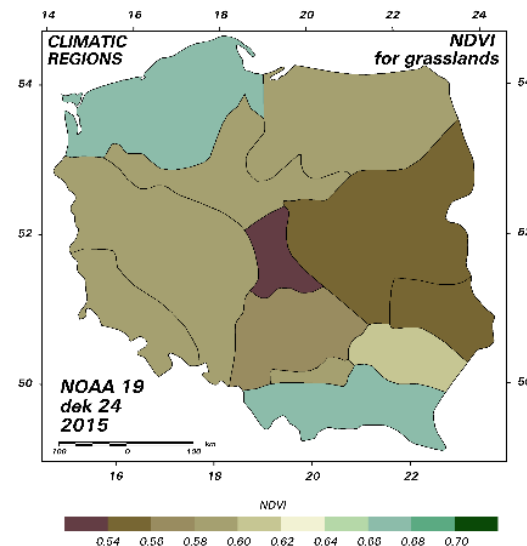 14 16 18 20 22 24
CLIMATIC REGIONS
NDVI for grasslands
54 54
52 52
50 50
NOAA 19
dek 24
2015
100 0 100 km
16 18 20 22
NDVI
0.54 0.56 0.58 0.60 0.62 0.64 0.66 0.68 0.70